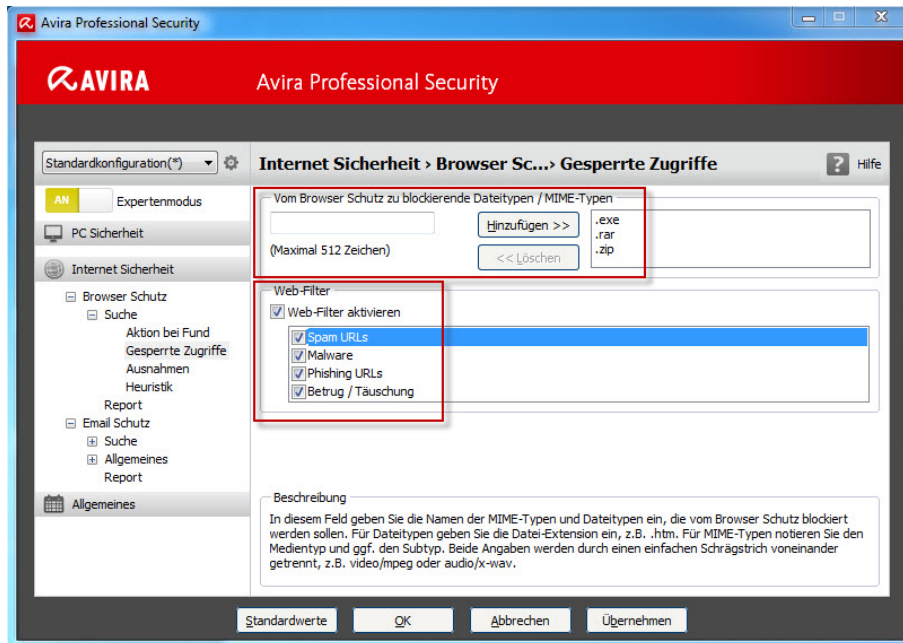 Avira Professional Security
AVIRA
Avira Professional Security
Standardkonfiguration(*)
Internet Sicherheit › Browser Sc...› Gesperrte Zugriffe
? Hilfe
AN
Expertenmodus
PC Sicherheit
Internet Sicherheit
Browser Schutz
Suche
Aktion bei Fund
Gesperrte Zugriffe
Ausnahmen
Heuristik
Report
Email Schutz
Suche
Allgemeines
Report
Allgemeines
Vom Browser Schutz zu blockierende Dateitypen / MIME-Typen
Hinzufügen >>
(Maximal 512 Zeichen)
<< Löschen
.exe
.rar
.zip
Web-Filter
Web-Filter aktivieren
Spam URLs
Malware
Phishing URLs
Betrug / Täuschung
Beschreibung
In diesem Feld geben Sie die Namen der MIME-Typen und Dateitypen ein, die vom Browser Schutz blockiert
werden sollen. Für Dateitypen geben Sie die Datei-Extension ein, z.B. .htm. Für MIME-Typen notieren Sie den
Medientyp und ggf. den Subtyp. Beide Angaben werden durch einen einfachen Schrägstrich voneinander
getrennt, z.B. video/mpeg oder audio/x-wav.
Standardwerte
OK
Abbrechen
Übernehmen